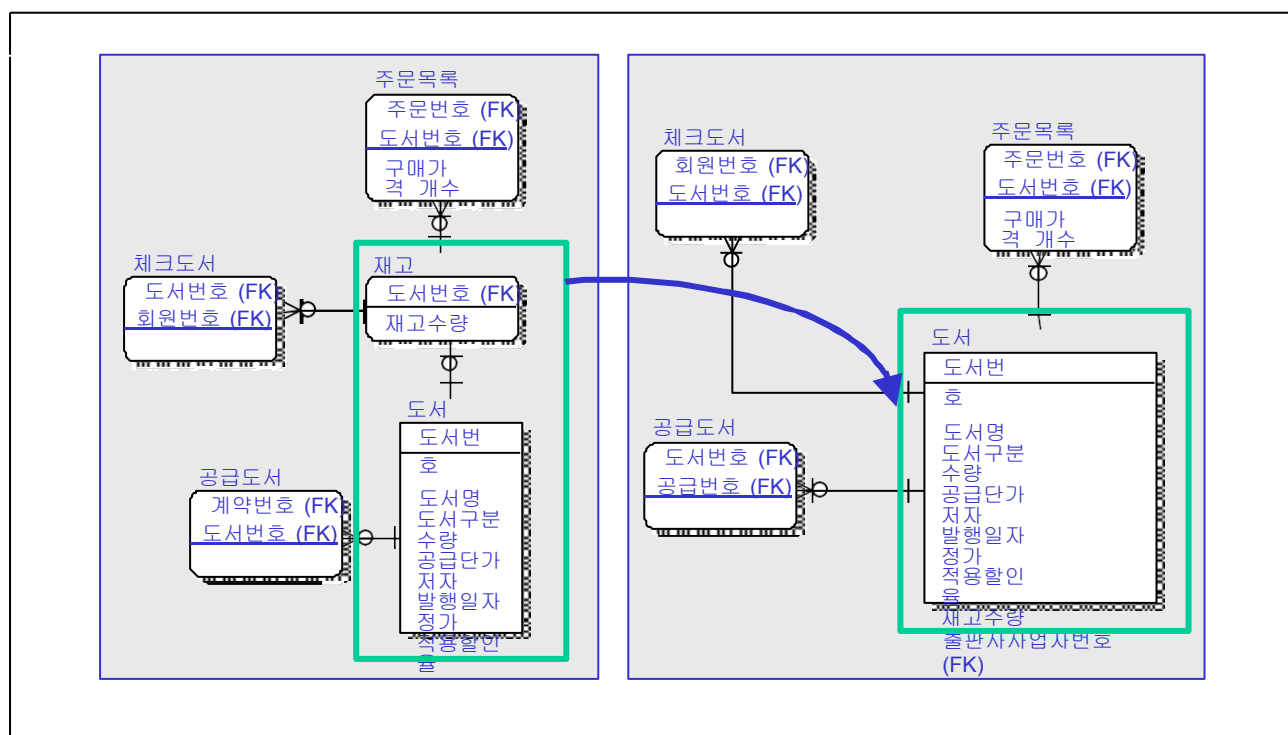 주문목록
주문번호 (FK)
도서번호 (FK)
구매가
격 개수
체크도서
도서번호 (FK)
회원번호 (FK)
재고
도서번호 (FK)
재고수량
도서
도서번
호
도서명
도서구분
수량
공급단가
저자
발행일자
정가
적용할인
율
공급도서
계약번호 (FK)
도서번호 (FK)
체크도서
회원번호 (FK)
도서번호 (FK)
주문목록
주문번호 (FK)
도서번호 (FK)
구매가
격 개수
공급도서
도서번호 (FK)
공급번호 (FK)
도서
도서번
호
도서명
도서구분
수량
공급단가
저자
발행일자
정가
적용할인
율
재고수량
출판사사업자번호
(FK)